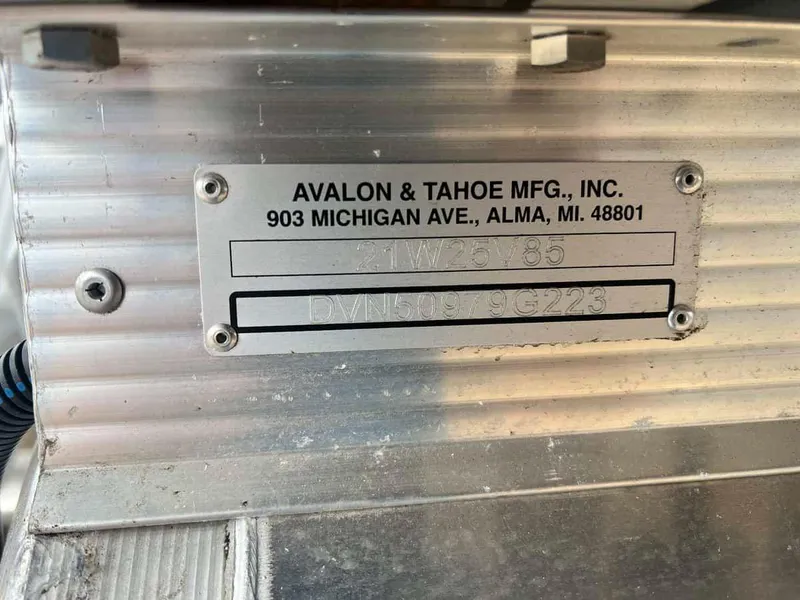 AVALON & TAHOE MFG., INC.
903 MICHIGAN AVE., ALMA, MI. 48801
21W25V85
DVN50979G223